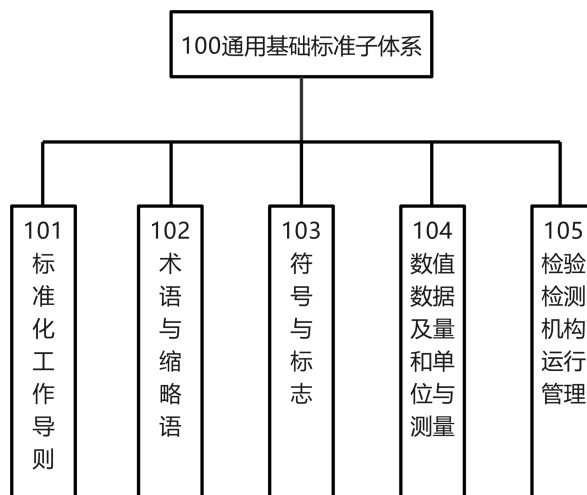 100通用基础标准子体系
101
标
准
化
工
作
导
则
102
术
语
与
缩
略
语
103
符
号
与
标
志
104
数值
数据
及量
和单
位与
测量
105
检验
检测
机构
运行
管理